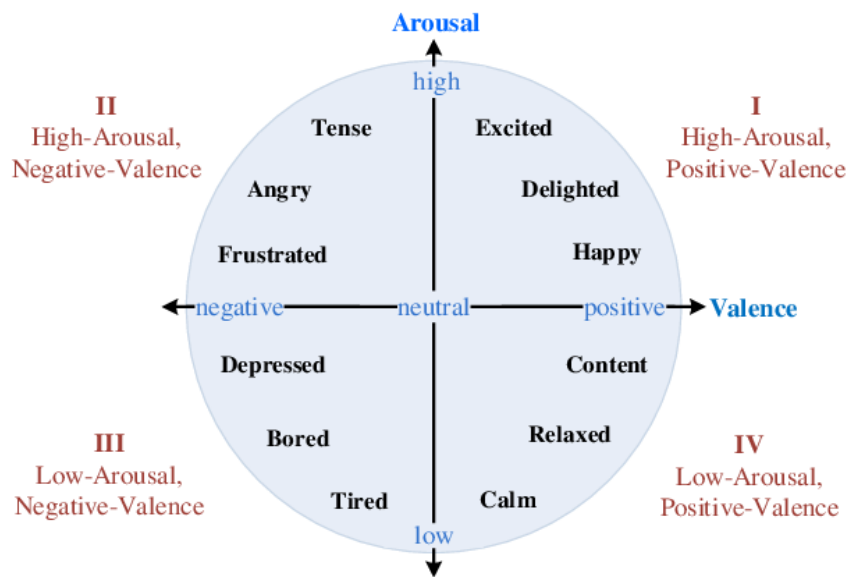 Arousal
high
II
High-Arousal,
Negative-Valence
I
High-Arousal,
Positive-Valence
Tense
Excited
Angry
Delighted
Frustrated
Happy
negative
neutral
positive
Valence
Depressed
Content
Bored
Relaxed
III
Low-Arousal,
Negative-Valence
IV
Low-Arousal,
Positive-Valence
Tired
Calm
low